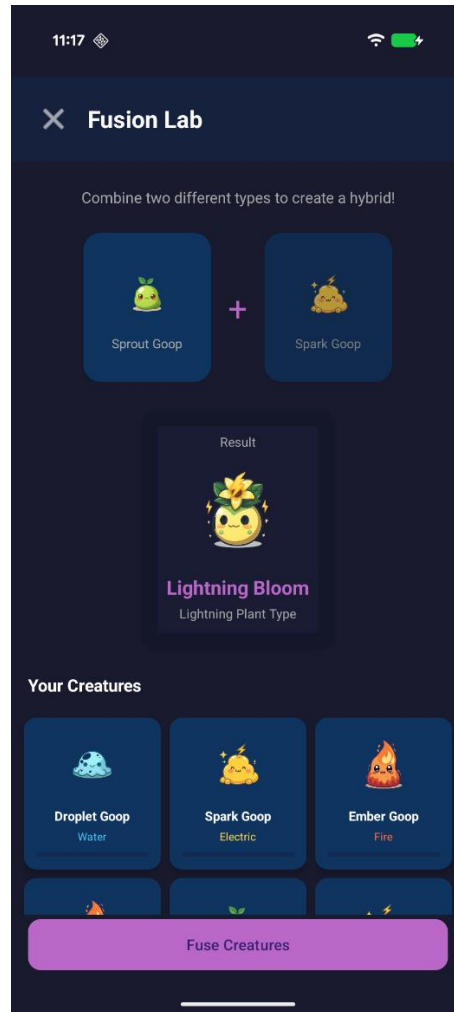 11:17
Fusion Lab
Combine two different types to create a hybrid!
Sprout Goop
+
Spark Goop
Result
Lightning Bloom
Lightning Plant Type
Your Creatures
Droplet Goop
Water
Spark Goop
Electric
Ember Goop
Fire
Fuse Creatures